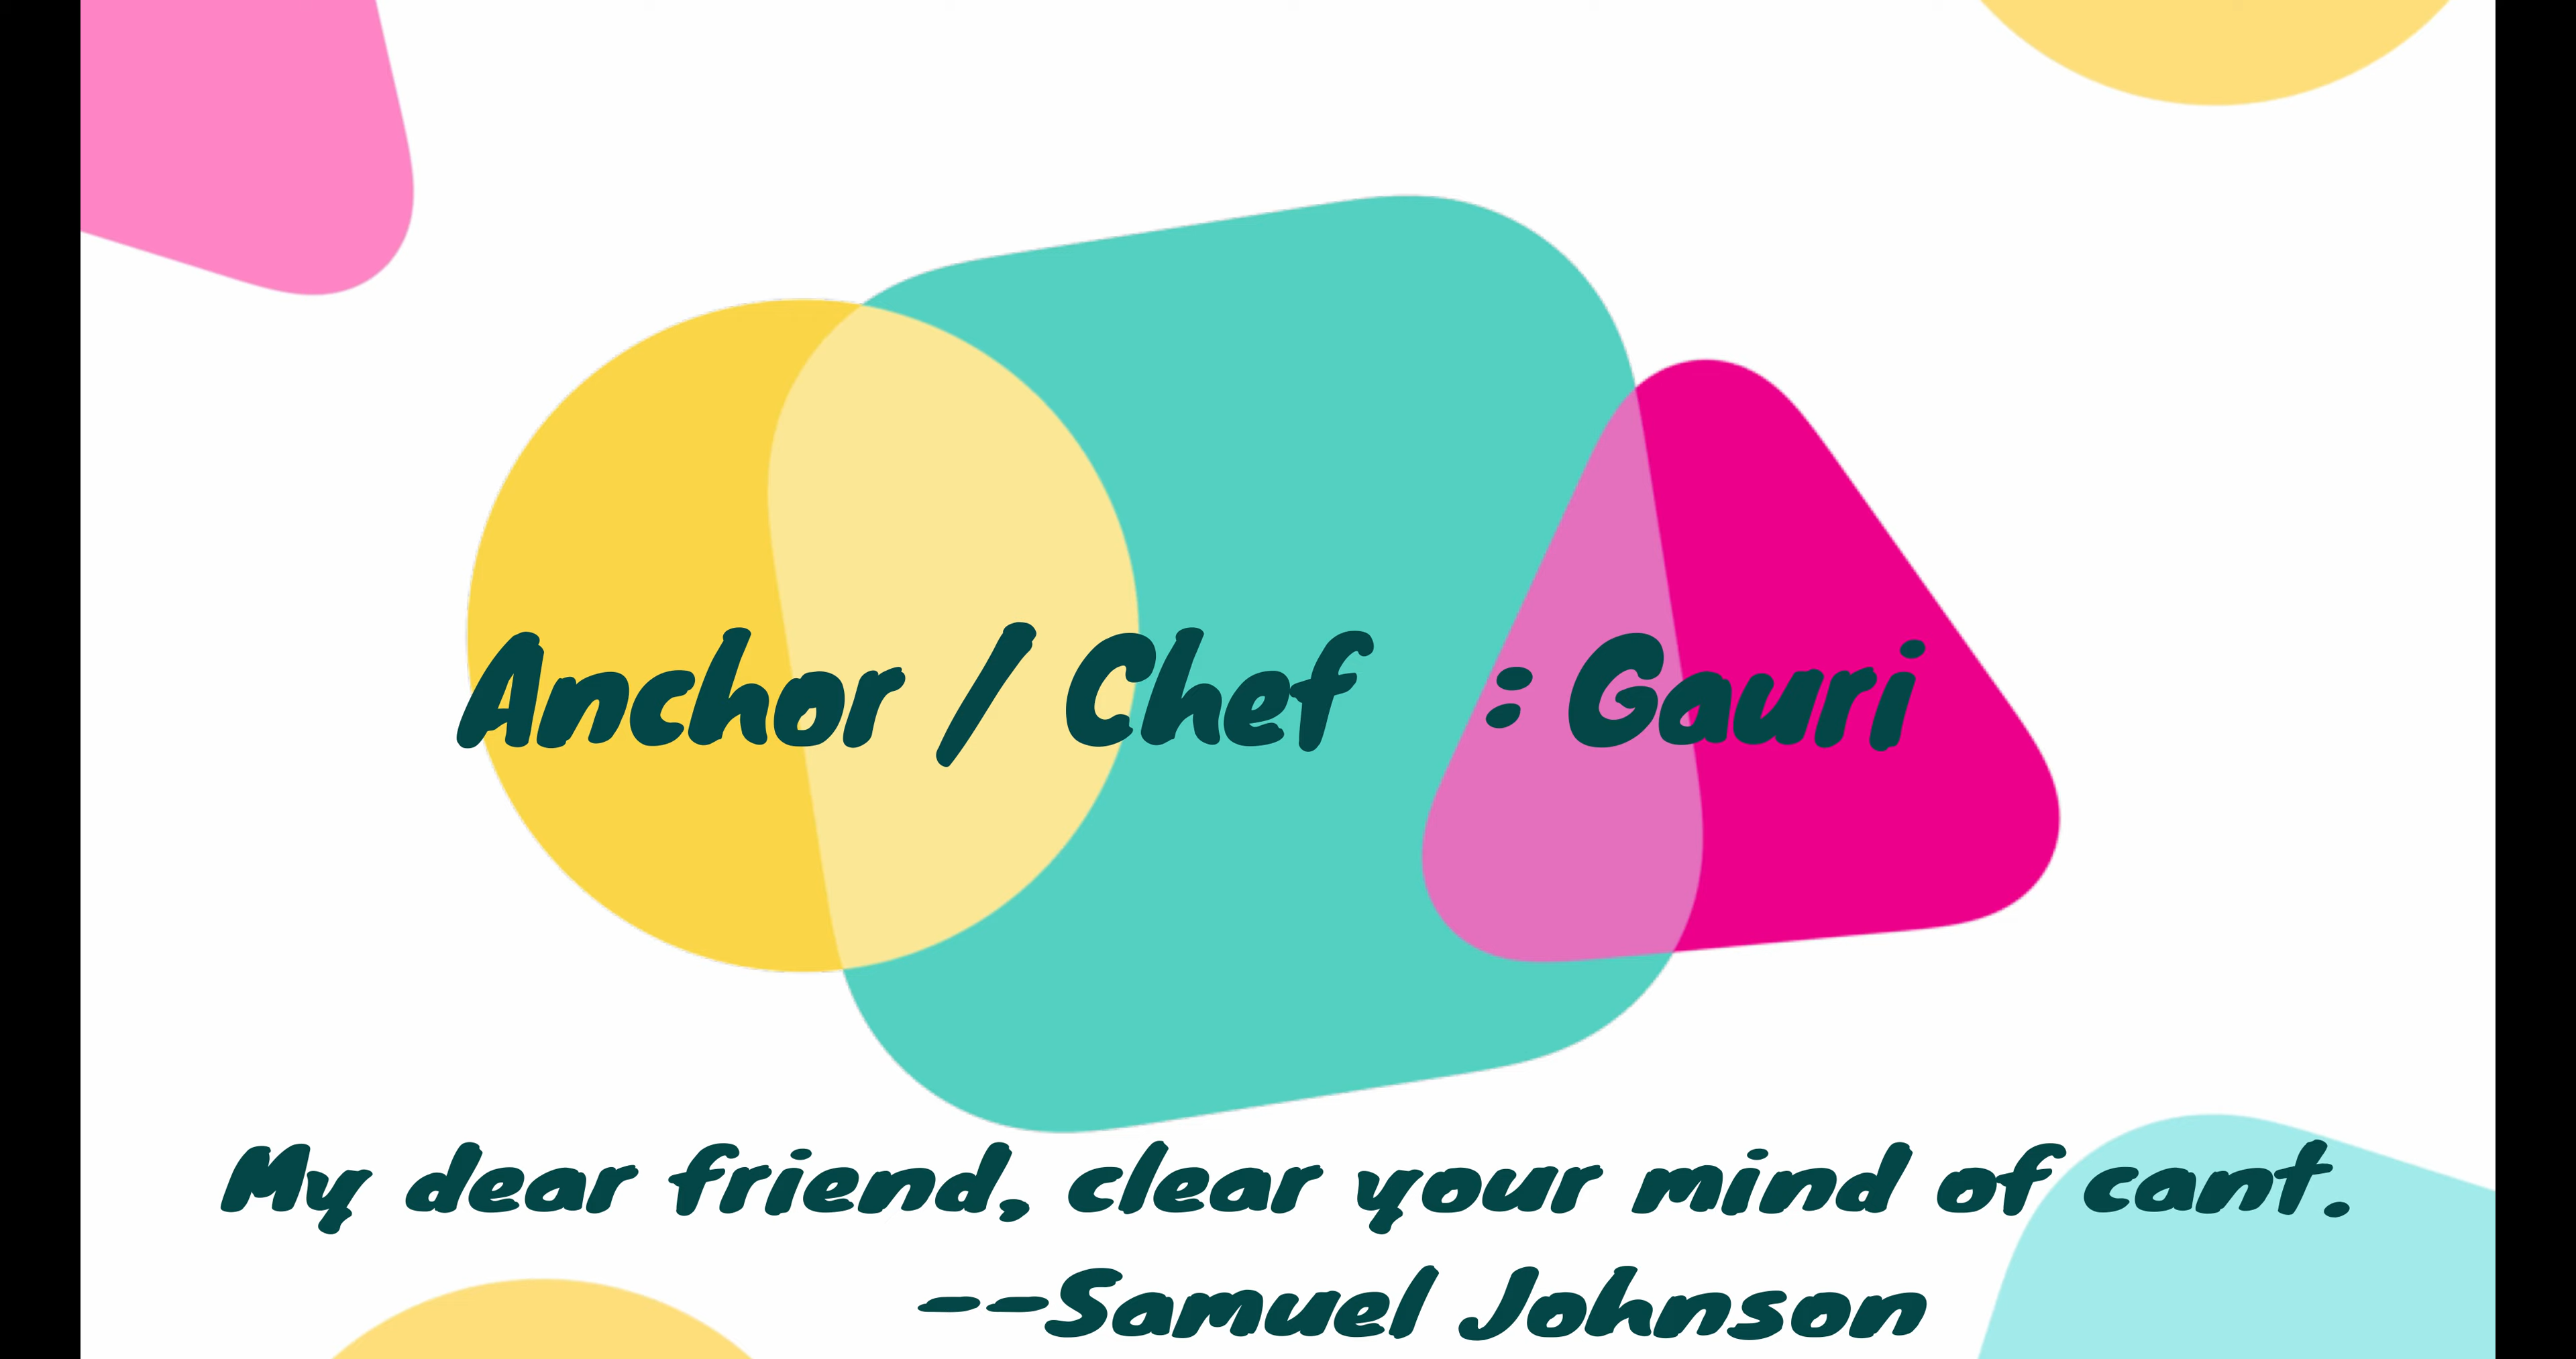 Anchor / Chef : Gauri
My dear friend, clear your mind of cant.
--Samuel Johnson